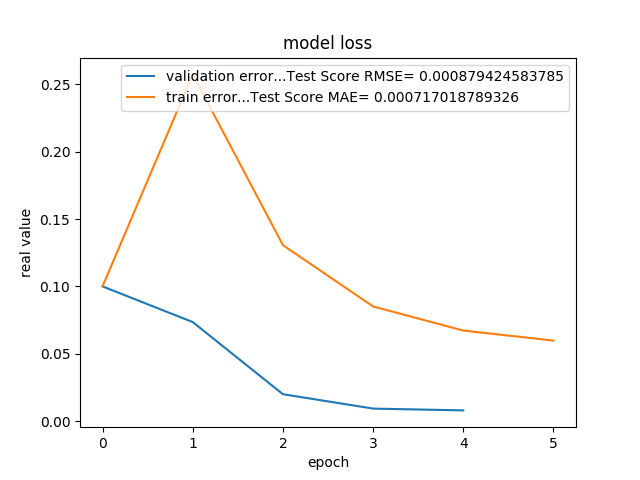 model loss
validation error...Test Score RMSE= 0.000879424583785
train error...Test Score MAE= 0.000717018789326
0.25
0.20
0.15
0.10
0.05
0.00
real value
0 1 2 3 4 5
epoch